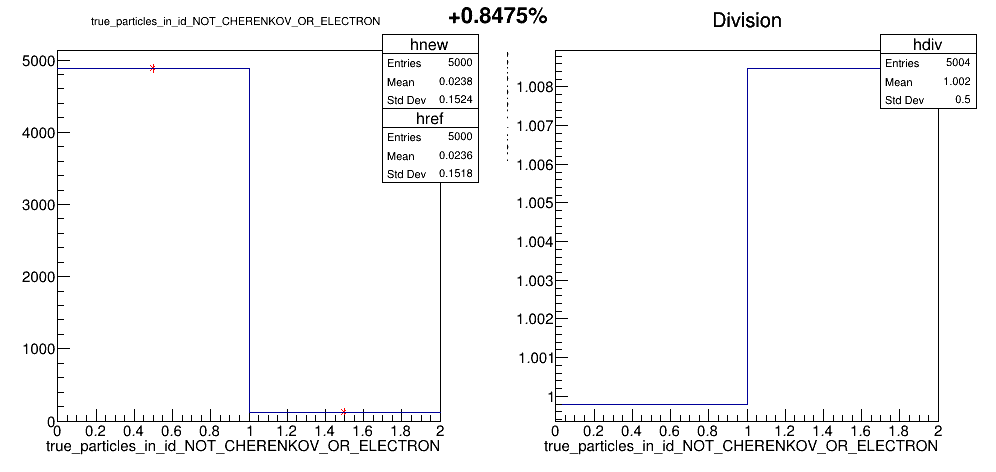 true_particles_in_id_NOT_CHERENKOV_OR_ELECTRON
+0.8475%
Division
hnew
Entries 5000
Mean 0.0238
Std Dev 0.1524
href
Entries 5000
Mean 0.0236
Std Dev 0.1518
5000
4000
3000
2000
1000
0
0 0.2 0.4 0.6 0.8 1 1.2 1.4 1.6 1.8 2
true_particles_in_id_NOT_CHERENKOV_OR_ELECTRON
hdiv
Entries 5004
Mean 1.002
Std Dev 0.5
1.008
1.007
1.006
1.005
1.004
1.003
1.002
1.001
1
0 0.2 0.4 0.6 0.8 1 1.2 1.4 1.6 1.8 2
true_particles_in_id_NOT_CHERENKOV_OR_ELECTRON